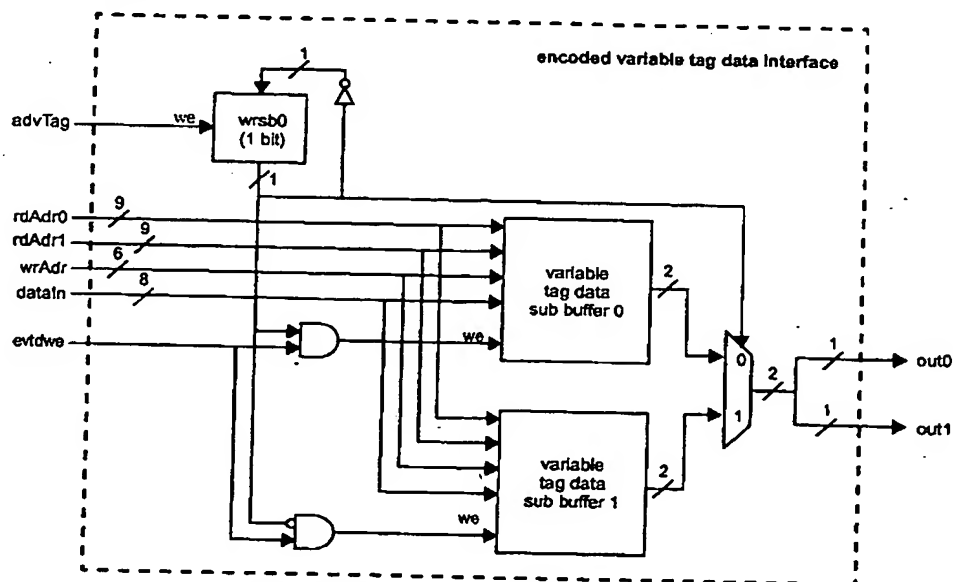 encoded variable tag data interface
1
advTag
we
wrsb0
(1 bit)
1
rdAdr0
9
rdAdr1
9
wrAdr
6
dataIn
8
evtdwe
variable
tag data
sub buffer 0
we
2
0
1
2
1
out0
1
out1
variable
tag data
sub buffer 1
we
2